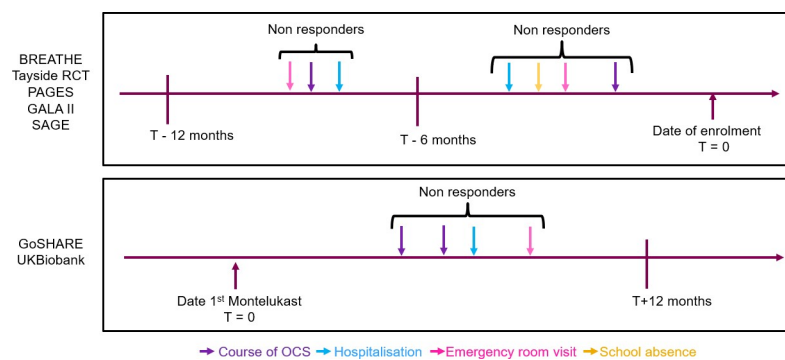 Non responders
Non responders
BREATHE
Tayside RCT
PAGES
GALA II
SAGE
T - 12 months
T - 6 months
Date of enrolment
T = 0
Non responders
GoSHARE
UKBiobank
Date 1st Montelukast
T = 0
T+12 months
Course of OCS
Hospitalisation
Emergency room visit
School absence